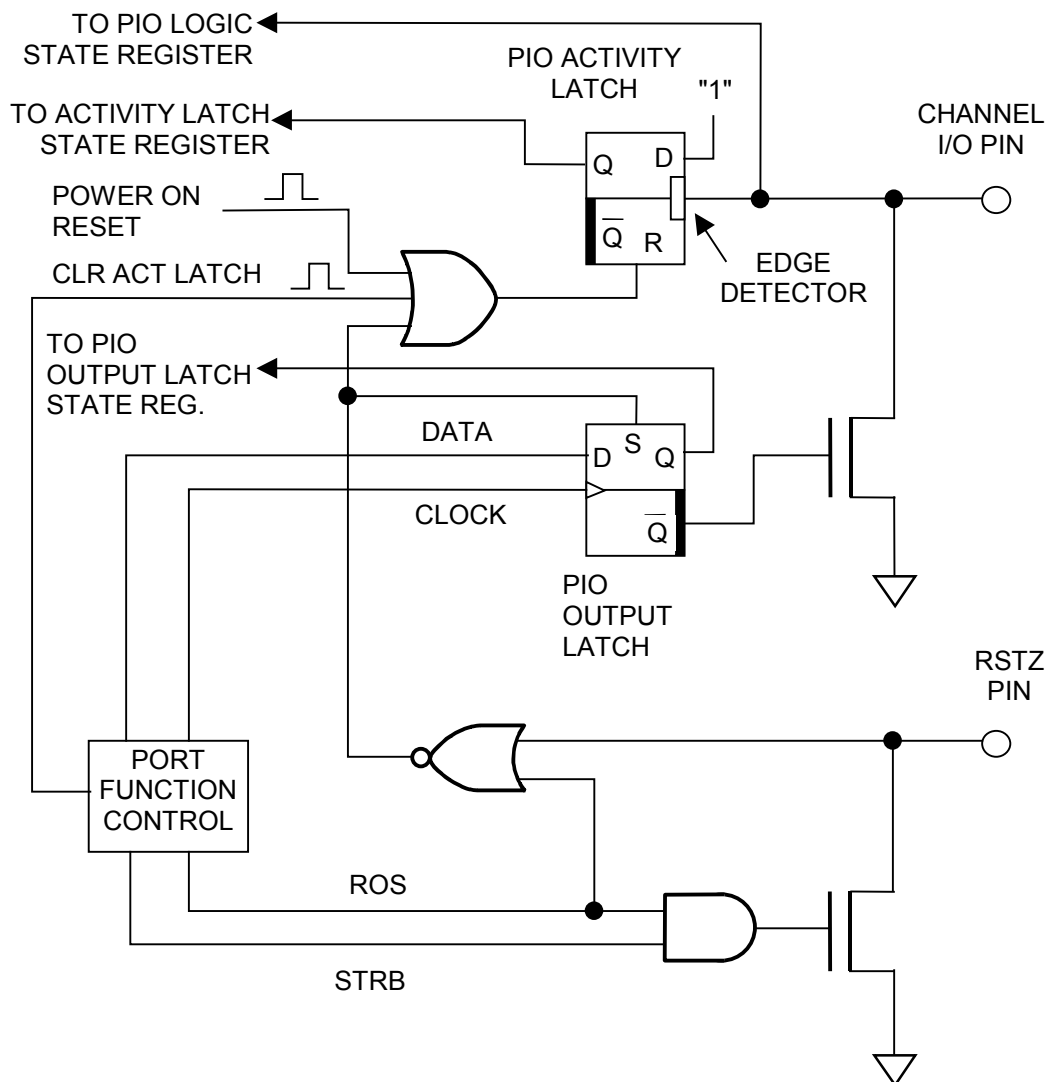 TO PIO LOGIC
STATE REGISTER
PIO ACTIVITY
LATCH
"1"
TO ACTIVITY LATCH
STATE REGISTER
CHANNEL
I/O PIN
Q
D
POWER ON
RESET
Q
R
EDGE
DETECTOR
CLR ACT LATCH
TO PIO
OUTPUT LATCH
STATE REG.
DATA
D
S
Q
CLOCK
Q
PIO
OUTPUT
LATCH
RSTZ
PIN
PORT
FUNCTION
CONTROL
ROS
STRB